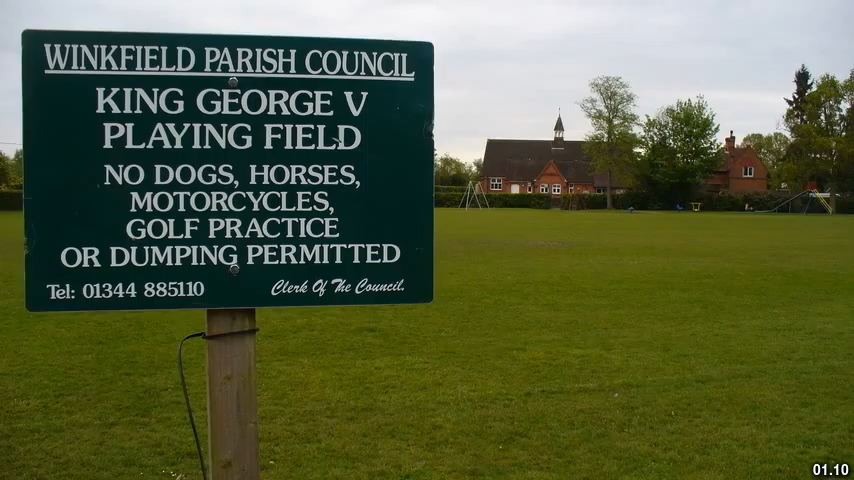 WINKFIELD PARISH COUNCIL
KING GEORGE V
PLAYING FIELD
NO DOGS, HORSES,
MOTORCYCLES,
GOLF PRACTICE
OR DUMPING PERMITTED
Tel: 01344 885110 Clerk Of The Council.
01.10